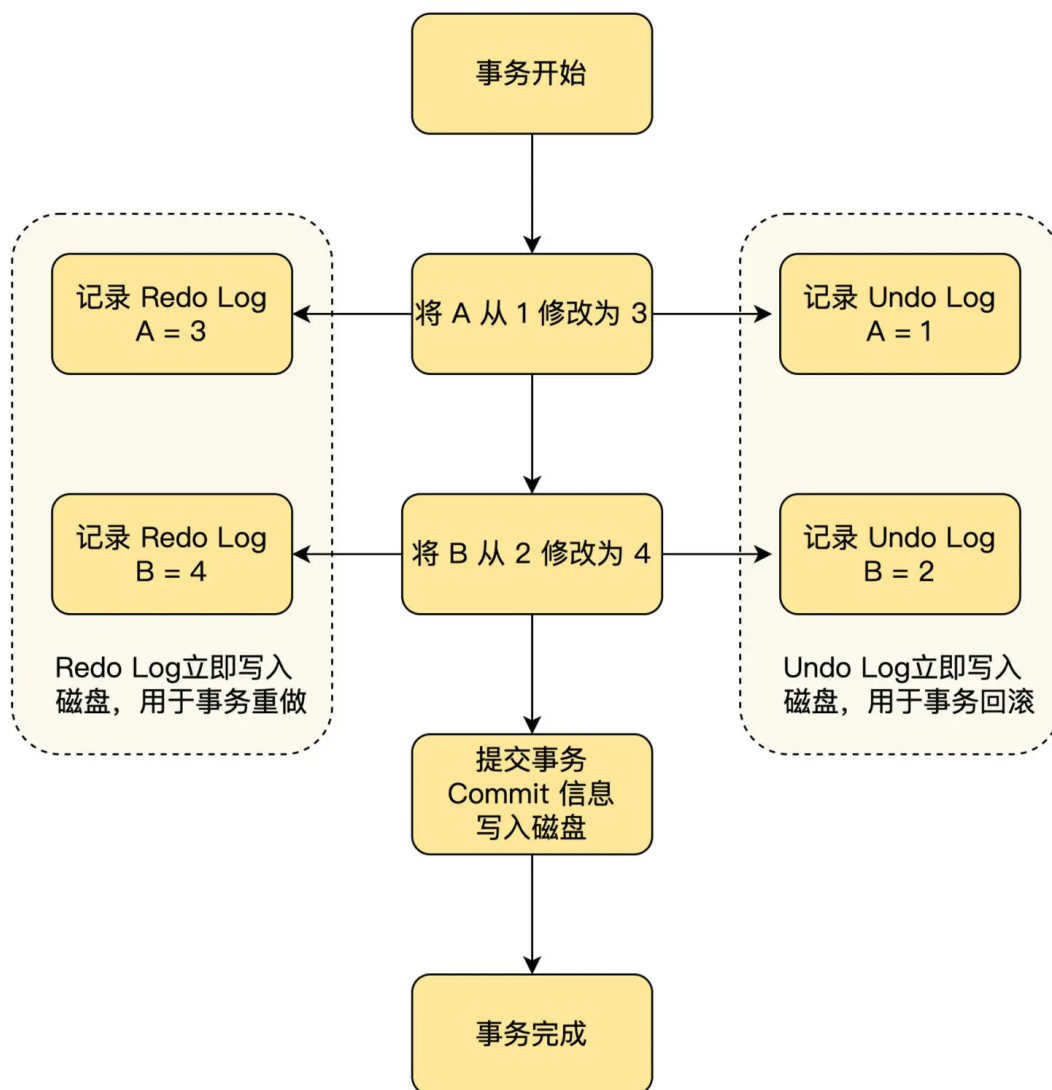 事务开始
记录 Redo Log
A = 3
将 A 从 1 修改为 3
记录 Undo Log
A = 1
记录 Redo Log
B = 4
将 B 从 2 修改为 4
记录 Undo Log
B = 2
Redo Log立即写入
磁盘，用于事务重做
Undo Log立即写入
磁盘，用于事务回滚
提交事务
Commit 信息
写入磁盘
事务完成